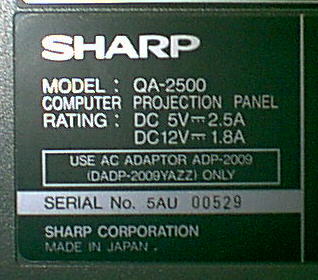 SHARP
MODEL : QA-2500
COMPUTER PROJECTION PANEL
RATING : DC 5V⎓2.5A
DC12V⎓1.8A
USE AC ADAPTOR ADP-2009
(DADP-2009YAZZ) ONLY
SERIAL No. 5AU 00529
SHARP CORPORATION
MADE IN JAPAN.